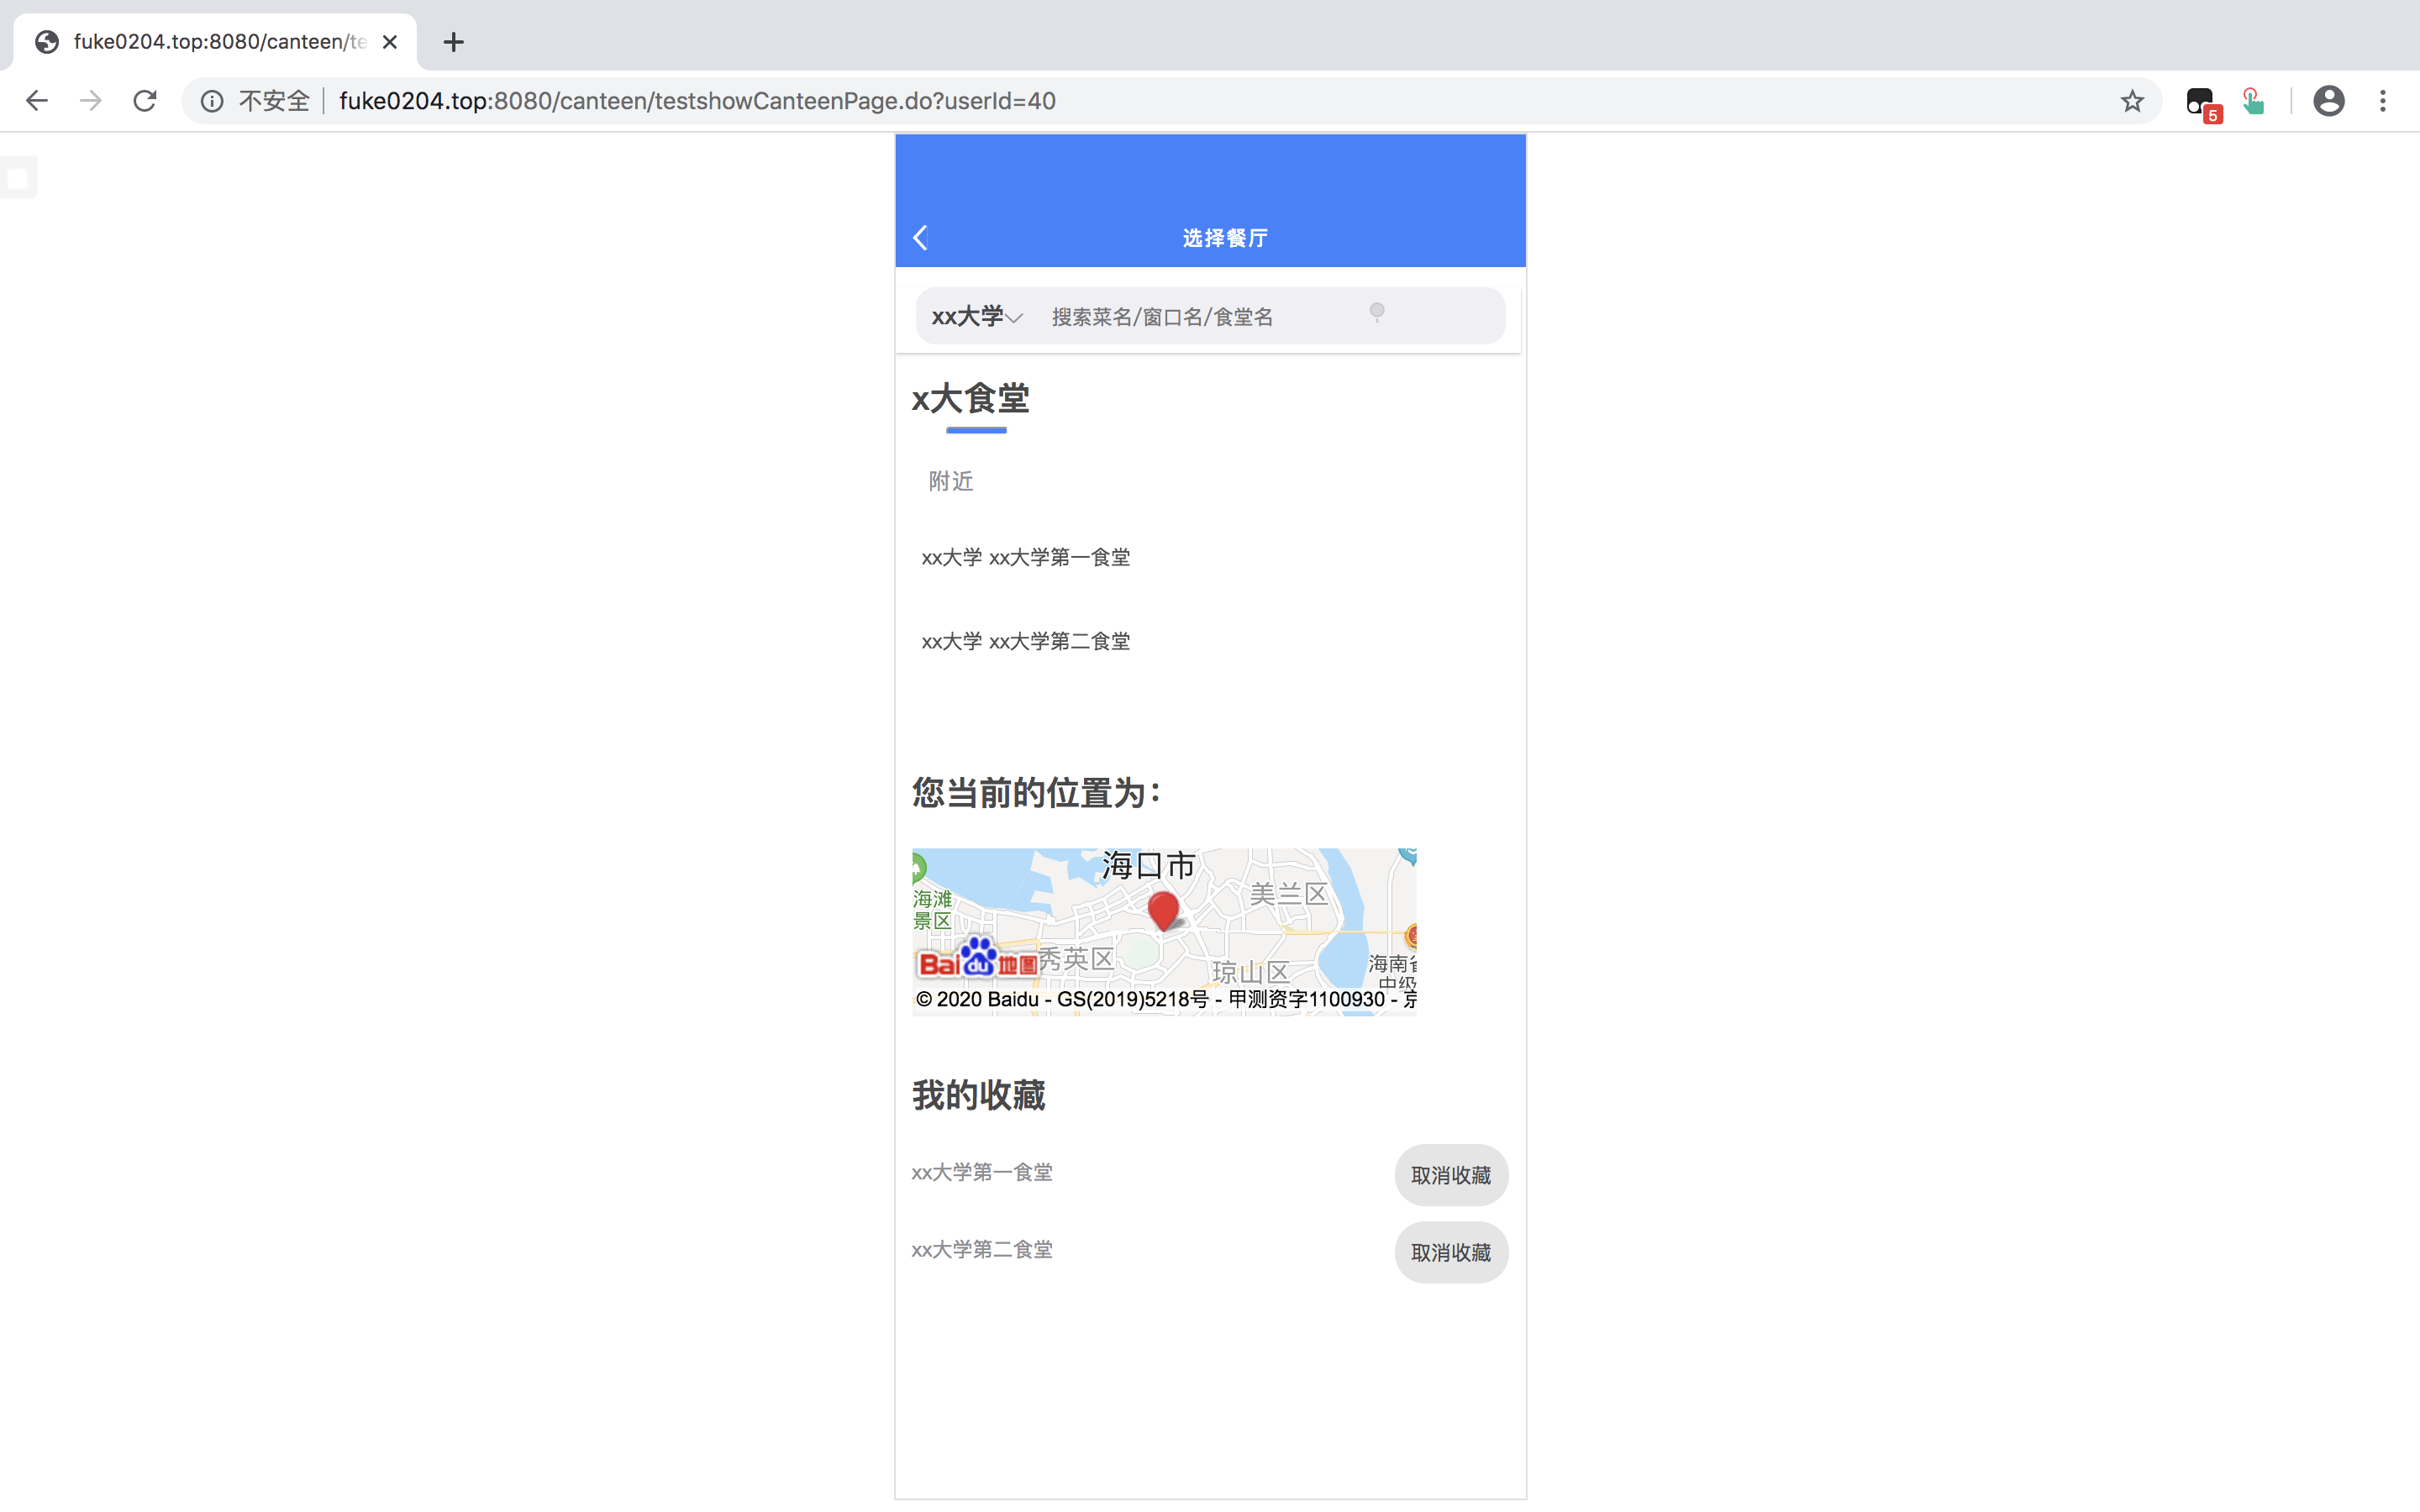 fuke0204.top:8080/canteen/te
不安全 fuke0204.top:8080/canteen/testshowCanteenPage.do?userId=40
5
选择餐厅
xx大学 搜索菜名/窗口名/食堂名
x大食堂
附近
xx大学 xx大学第一食堂
xx大学 xx大学第二食堂
您当前的位置为：
海口市
美兰区
海滩
景区
秀英区
琼山区
海南省
中级
Bai du 地图
© 2020 Baidu - GS(2019)5218号 - 甲测资字1100930 - 京
我的收藏
xx大学第一食堂 取消收藏
xx大学第二食堂 取消收藏